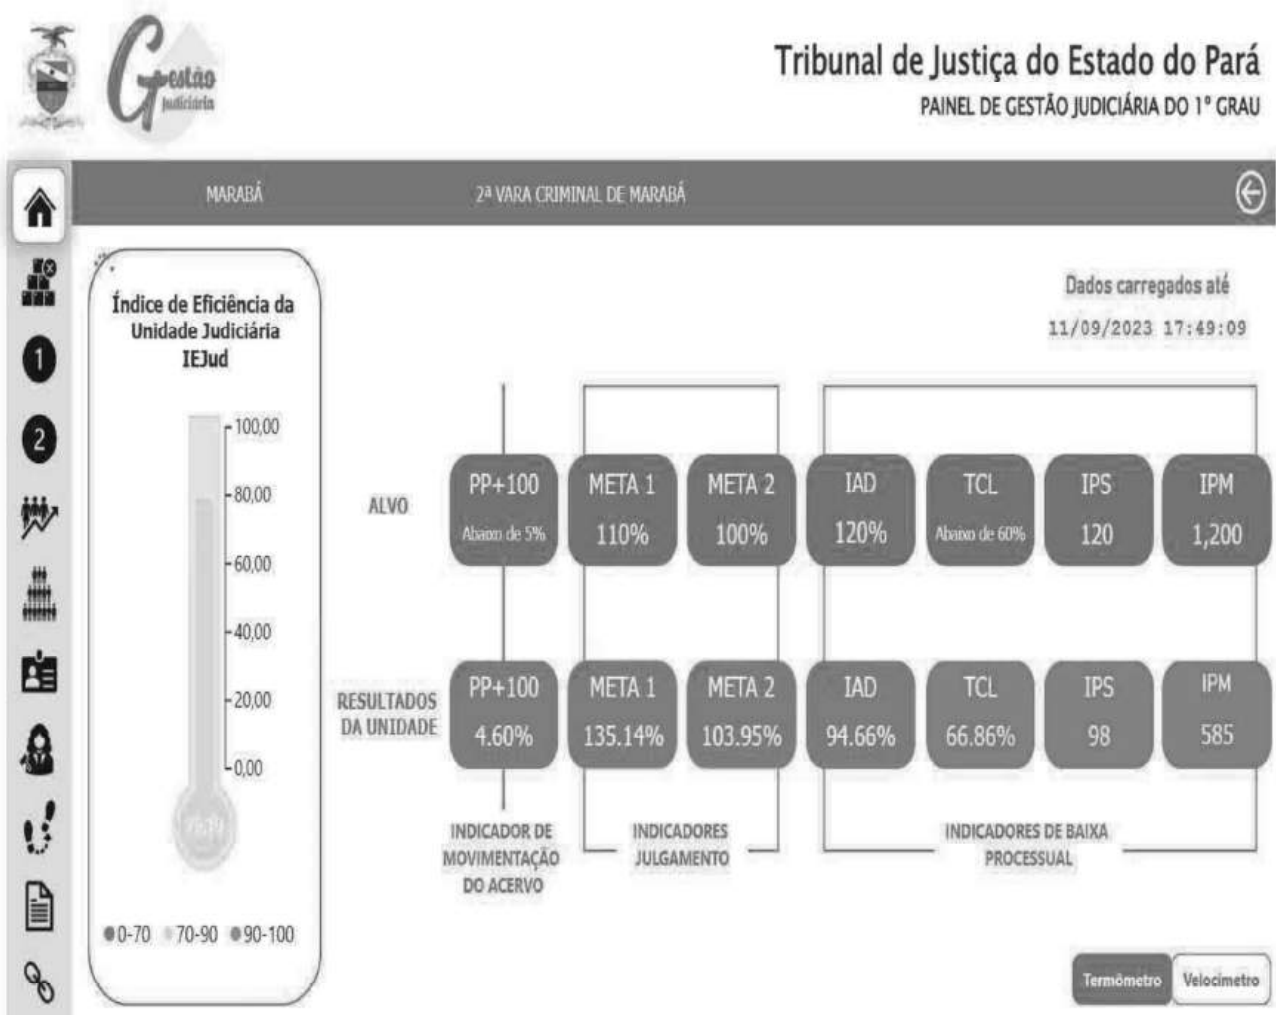 Gestão
Judiciária
Tribunal de Justiça do Estado do Pará
PAINEL DE GESTÃO JUDICIÁRIA DO 1º GRAU
MARABÁ
2ª VARA CRIMINAL DE MARABÁ
Índice de Eficiência da
Unidade Judiciária
IEJud
100,00
80,00
60,00
40,00
20,00
0,00
0-70 70-90 90-100
1
2
Dados carregados até
11/09/2023 17:49:09
ALVO
PP+100
Abaixo de 5%
META 1
110%
META 2
100%
IAD
120%
TCL
Abaixo de 60%
IPS
120
IPM
1,200
RESULTADOS
DA UNIDADE
PP+100
4.60%
META 1
135.14%
META 2
103.95%
IAD
94.66%
TCL
66.86%
IPS
98
IPM
585
INDICADOR DE
MOVIMENTAÇÃO
DO ACERVO
INDICADORES
JULGAMENTO
INDICADORES DE BAIXA
PROCESSUAL
Termômetro
Velocímetro